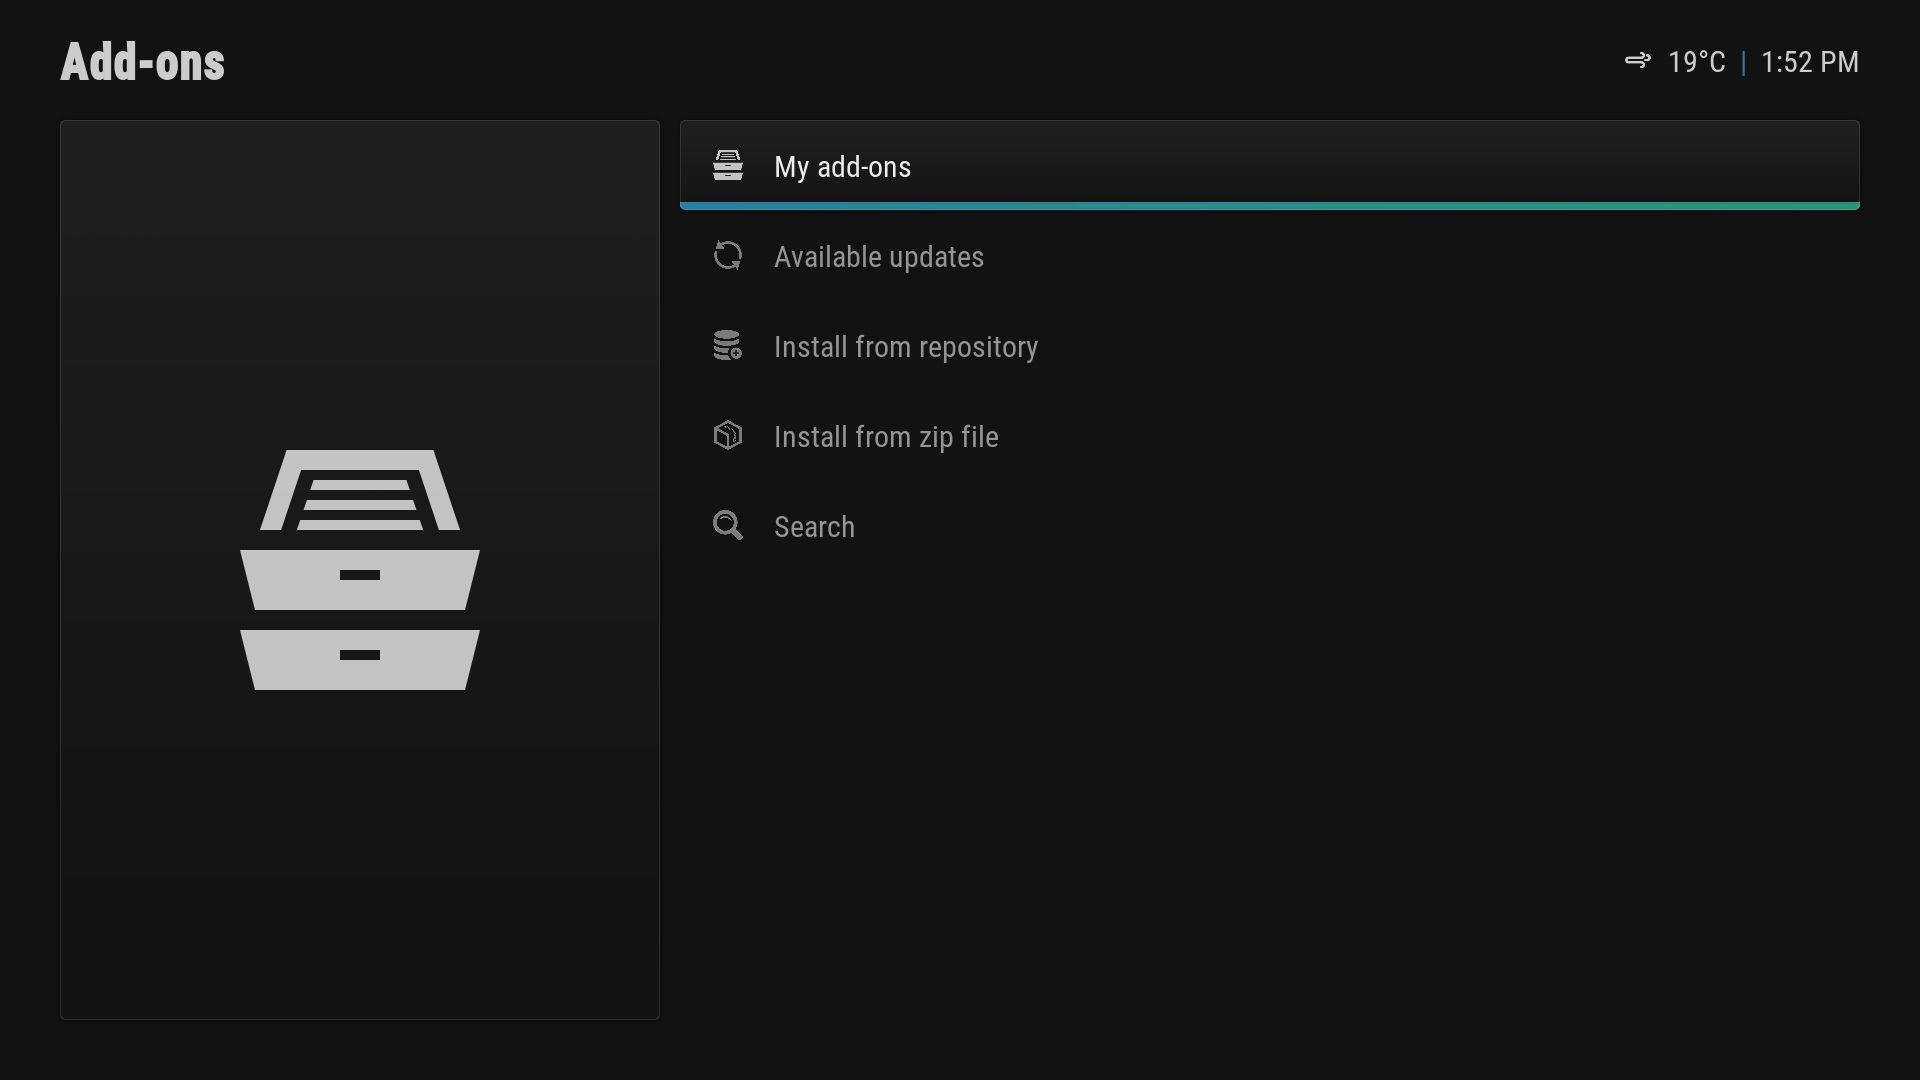 Add-ons
19°C | 1:52 PM
My add-ons
Available updates
Install from repository
Install from zip file
Search